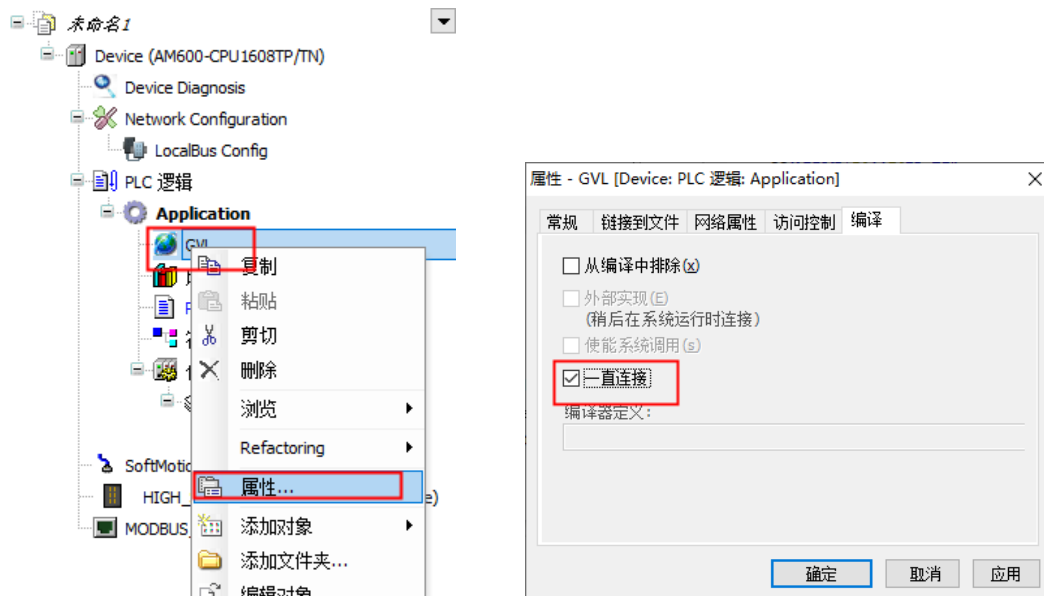 未命名1
Device (AM600-CPU1608TP/TN)
Device Diagnosis
Network Configuration
LocalBus Config
PLC 逻辑
Application
GVL
复制
粘贴
剪切
删除
浏览
Refactoring
属性...
添加对象
添加文件夹...
编辑对象
SoftMotic
HIGH_
e)
MODBUS_
属性 - GVL [Device: PLC 逻辑: Application]
常规 链接到文件 网络属性 访问控制 编译
从编译中排除(x)
外部实现(E)
(稍后在系统运行时连接)
使能系统调用(s)
一直连接
编译器定义:
确定 取消 应用